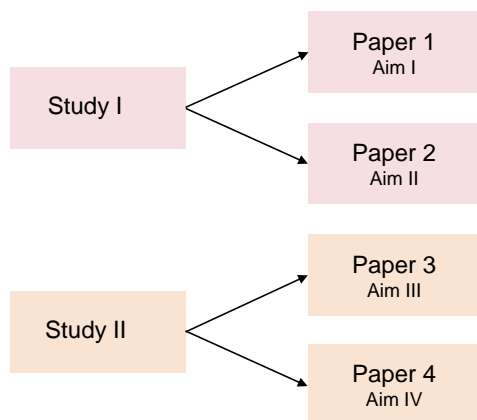 Study I
Paper 1
Aim I
Paper 2
Aim II
Study II
Paper 3
Aim III
Paper 4
Aim IV